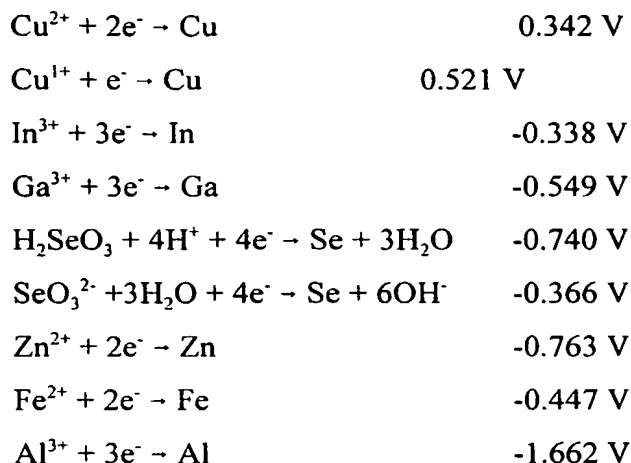 Cu²⁺ + 2e⁻ → Cu 0.342 V
Cu¹⁺ + e⁻ → Cu 0.521 V
In³⁺ + 3e⁻ → In -0.338 V
Ga³⁺ + 3e⁻ → Ga -0.549 V
H₂SeO₃ + 4H⁺ + 4e⁻ → Se + 3H₂O -0.740 V
SeO₃²⁻ +3H₂O + 4e⁻ → Se + 6OH⁻ -0.366 V
Zn²⁺ + 2e⁻ → Zn -0.763 V
Fe²⁺ + 2e⁻ → Fe -0.447 V
Al³⁺ + 3e⁻ → Al -1.662 V